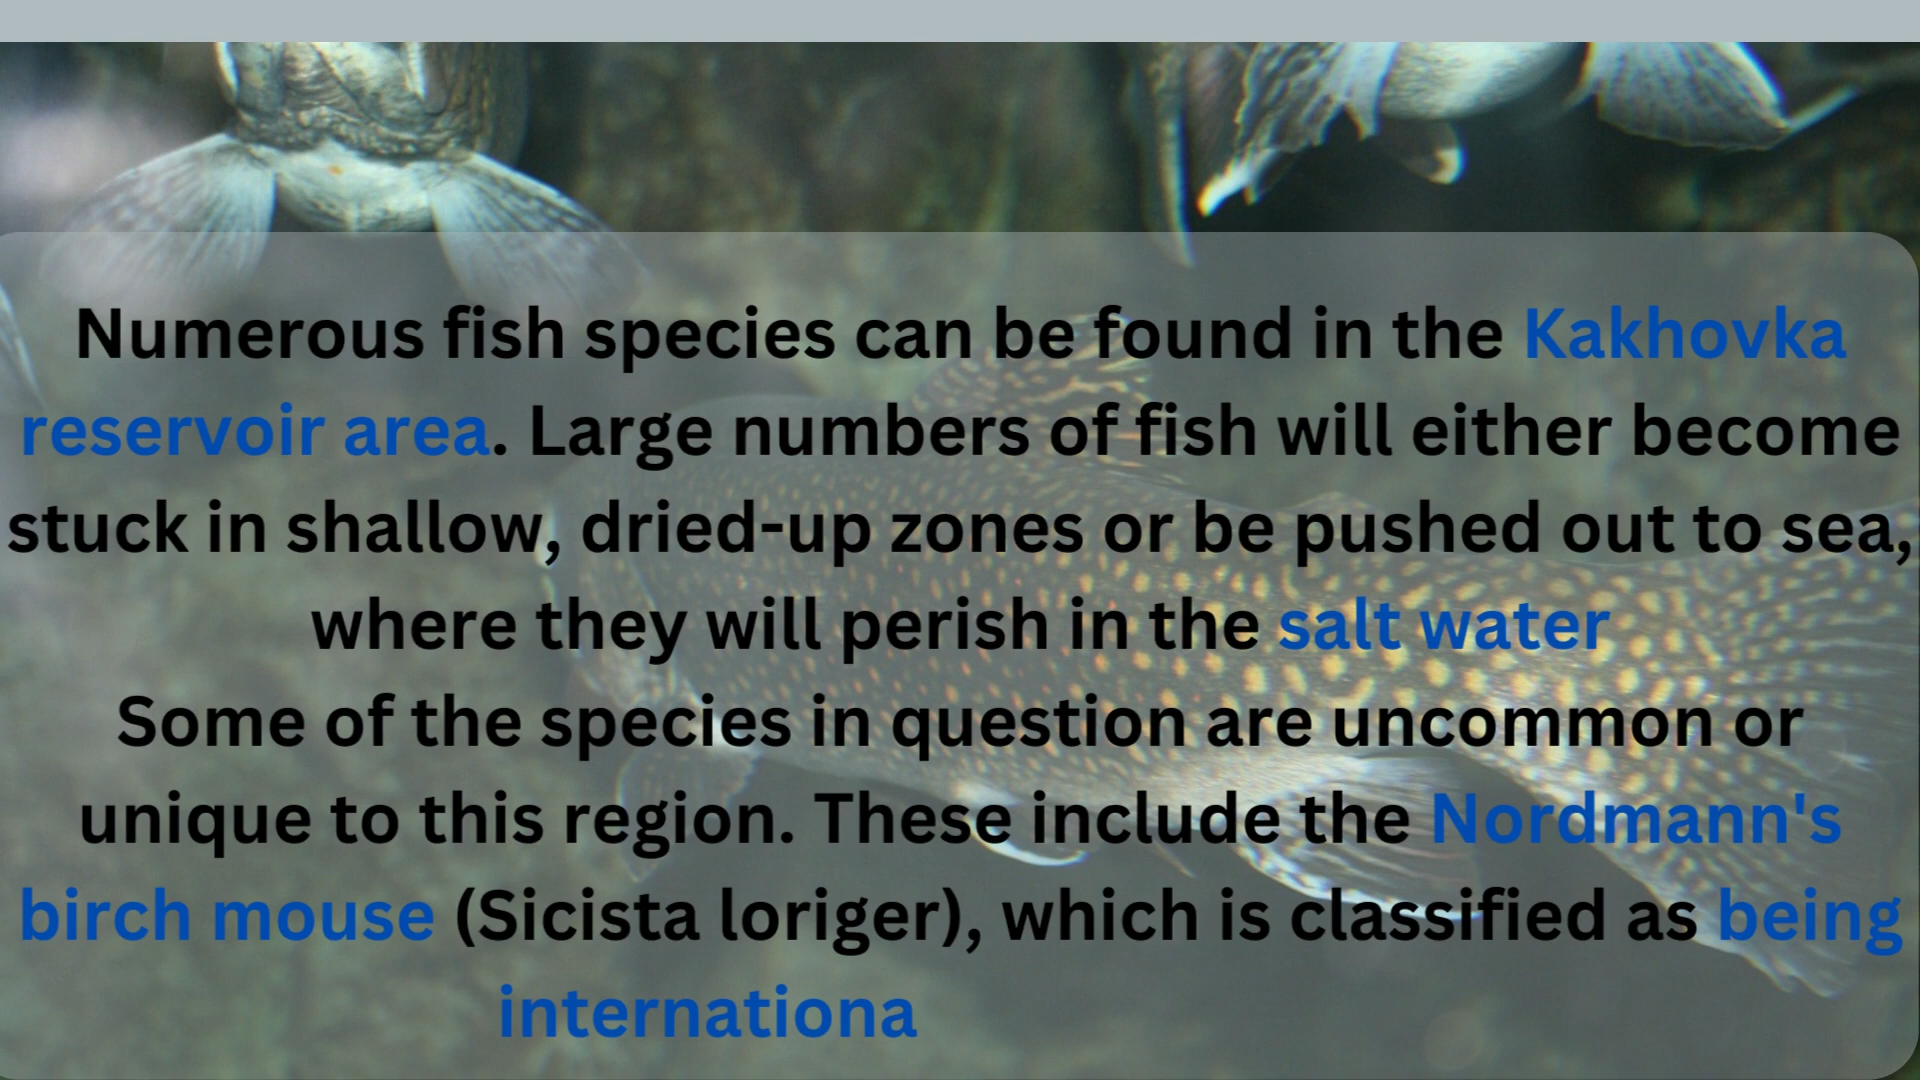 Numerous fish species can be found in the Kakhovka
reservoir area. Large numbers of fish will either become
stuck in shallow, dried-up zones or be pushed out to sea,
where they will perish in the salt water
Some of the species in question are uncommon or
unique to this region. These include the Nordmann's
birch mouse (Sicista loriger), which is classified as being
internationa